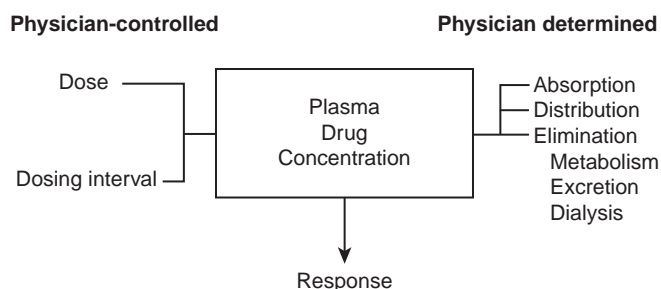 Physician-controlled
Physician determined
Dose
Dosing interval
Plasma
Drug
Concentration
Absorption
Distribution
Elimination
Metabolism
Excretion
Dialysis
Response